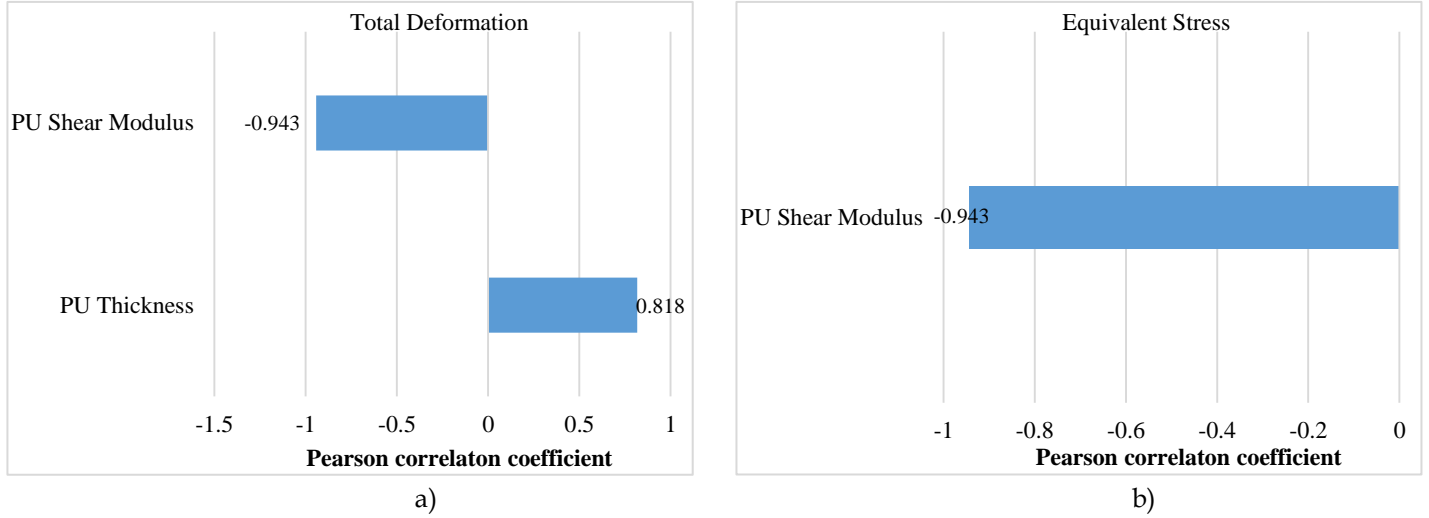 Total Deformation
PU Shear Modulus
-0.943
PU Thickness
0.818
-1.5 -1 -0.5 0 0.5 1
Pearson correlaton coefficient
a)
Equivalent Stress
PU Shear Modulus
-0.943
-1 -0.8 -0.6 -0.4 -0.2 0
Pearson correlaton coefficient
b)